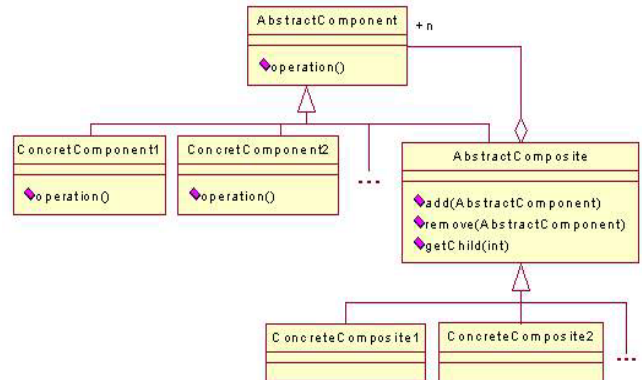 AbstractComponent
+n
operation()
ConcretComponent1
operation()
ConcretComponent2
operation()
...
AbstractComposite
add(AbstractComponent)
remove(AbstractComponent)
getChild(int)
ConcreteComposite1
ConcreteComposite2
...